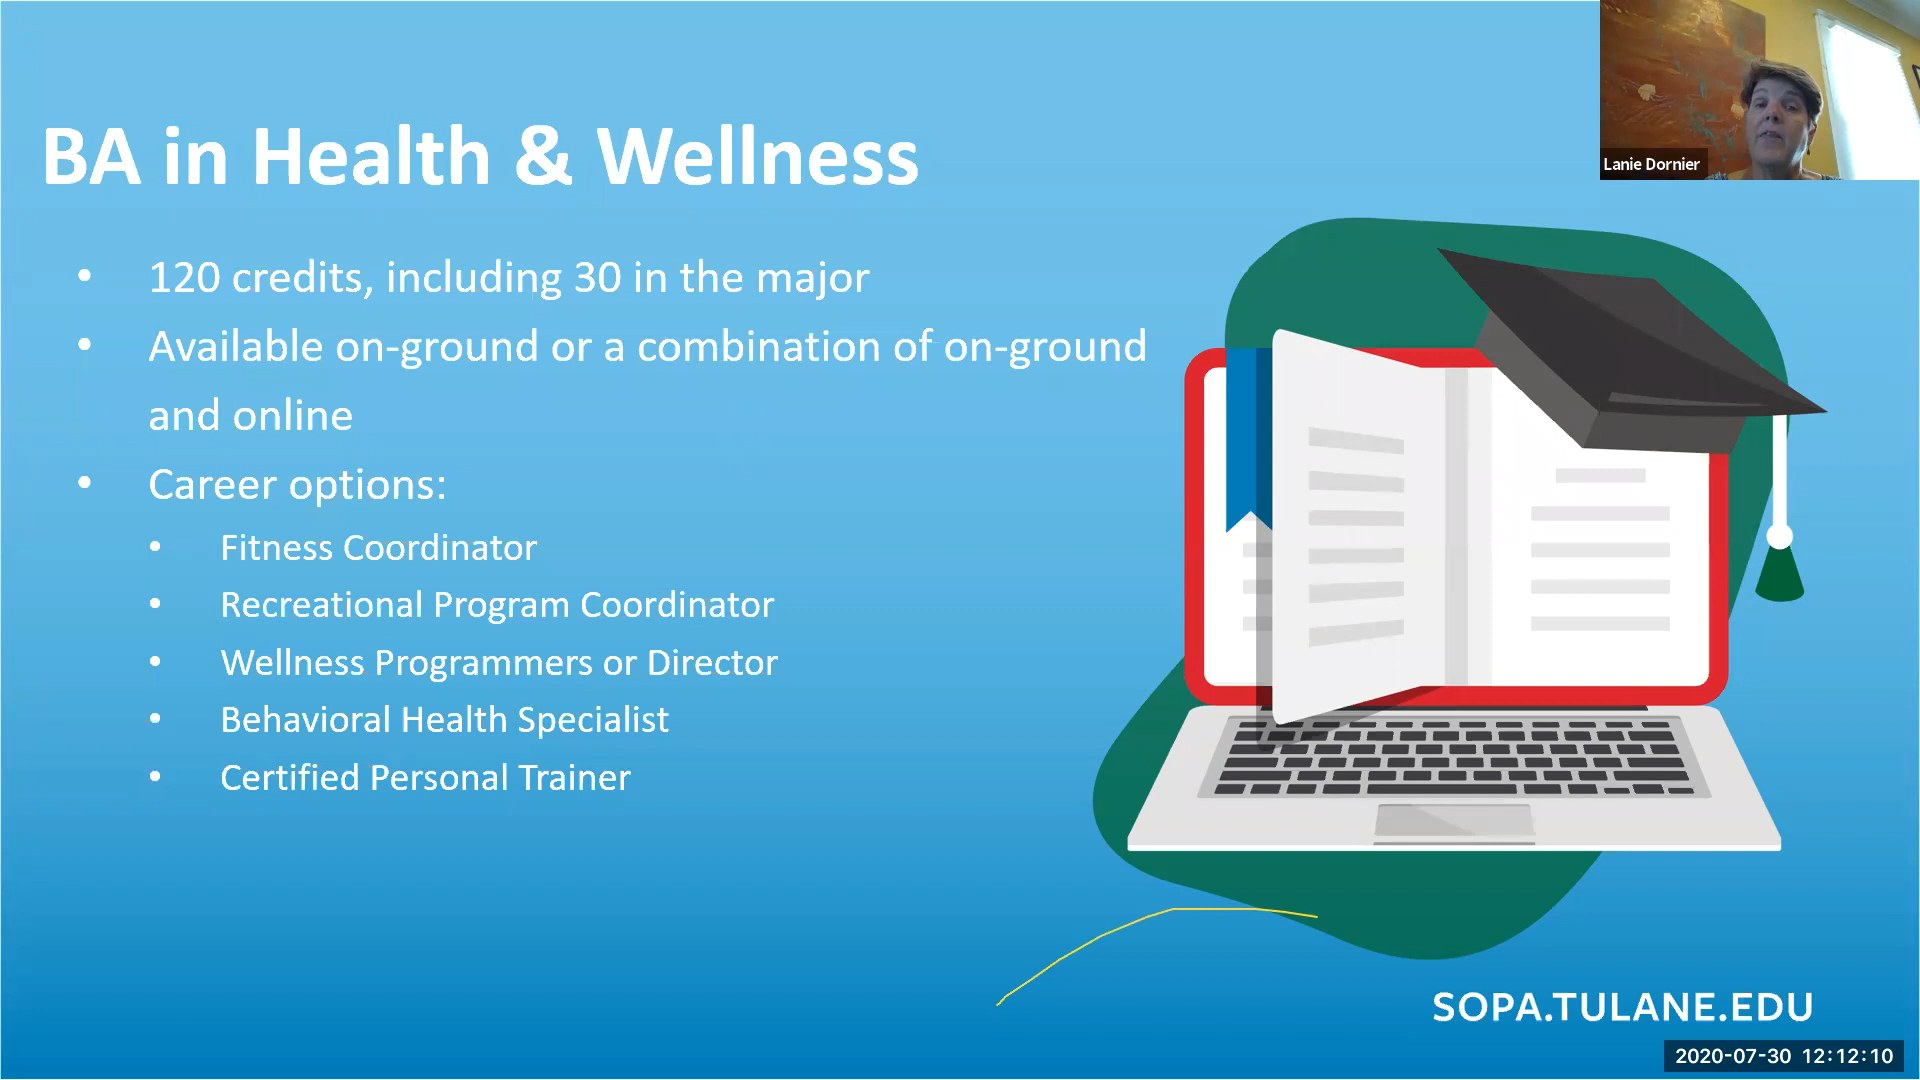 BA in Health & Wellness
• 120 credits, including 30 in the major
• Available on-ground or a combination of on-ground
and online
• Career options:
• Fitness Coordinator
• Recreational Program Coordinator
• Wellness Programmers or Director
• Behavioral Health Specialist
• Certified Personal Trainer
Lanie Dornier
SOPA.TULANE.EDU
2020-07-30 12:12:10